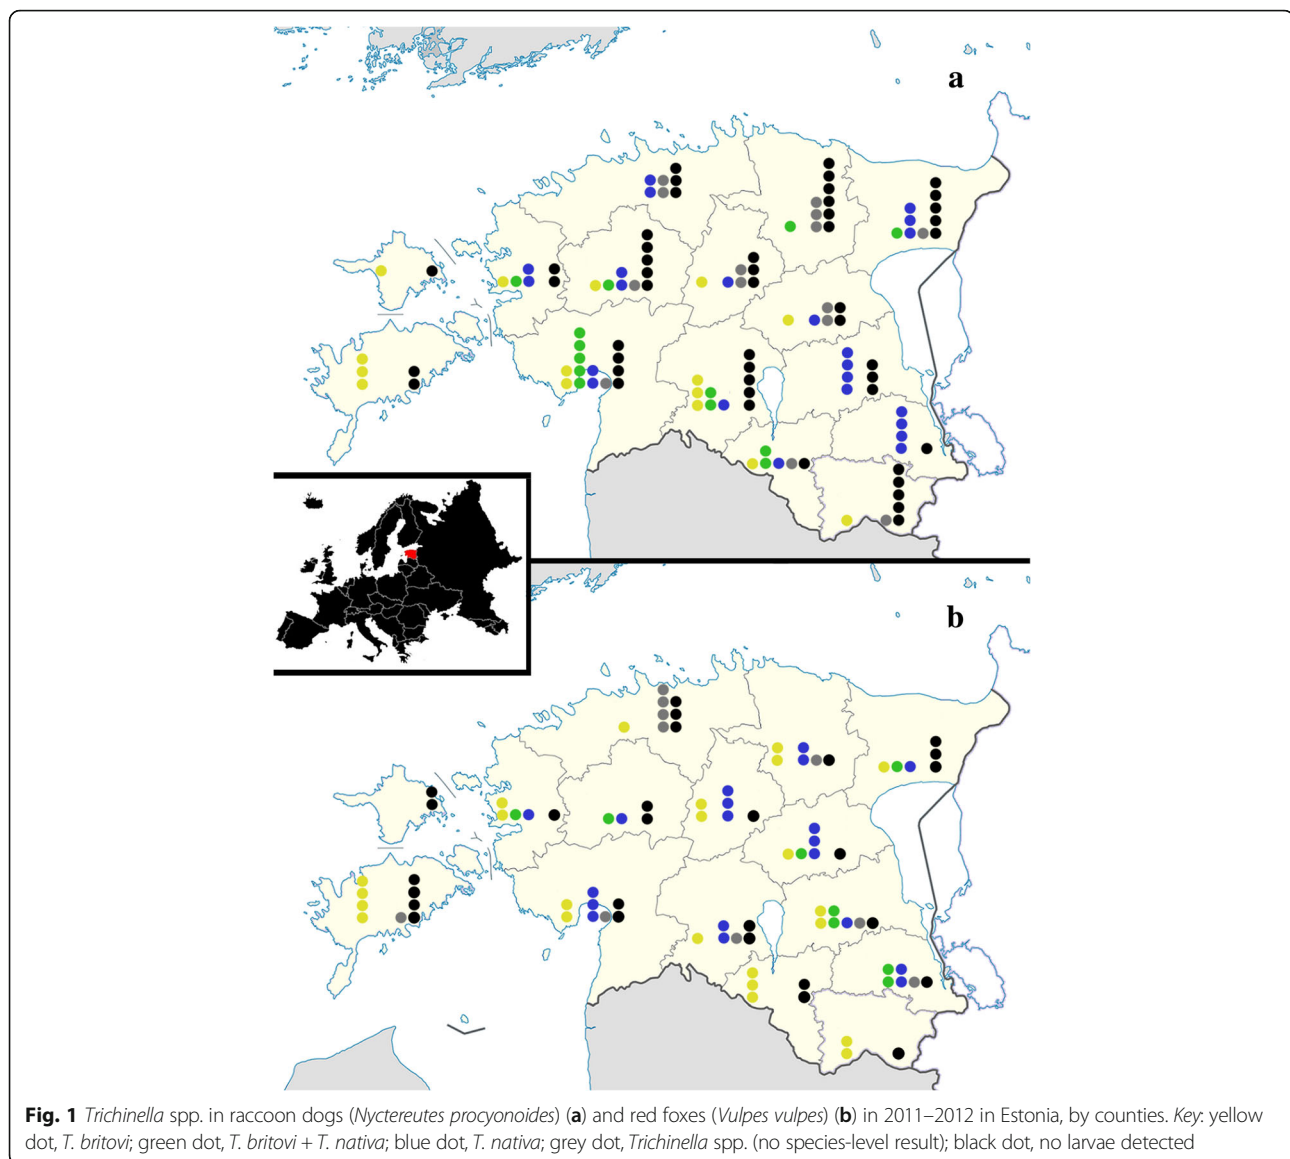 a
b
Fig. 1 Trichinella spp. in raccoon dogs (Nyctereutes procyonoides) (a) and red foxes (Vulpes vulpes) (b) in 2011–2012 in Estonia, by counties. Key: yellow
dot, T. britovi; green dot, T. britovi + T. nativa; blue dot, T. nativa; grey dot, Trichinella spp. (no species-level result); black dot, no larvae detected